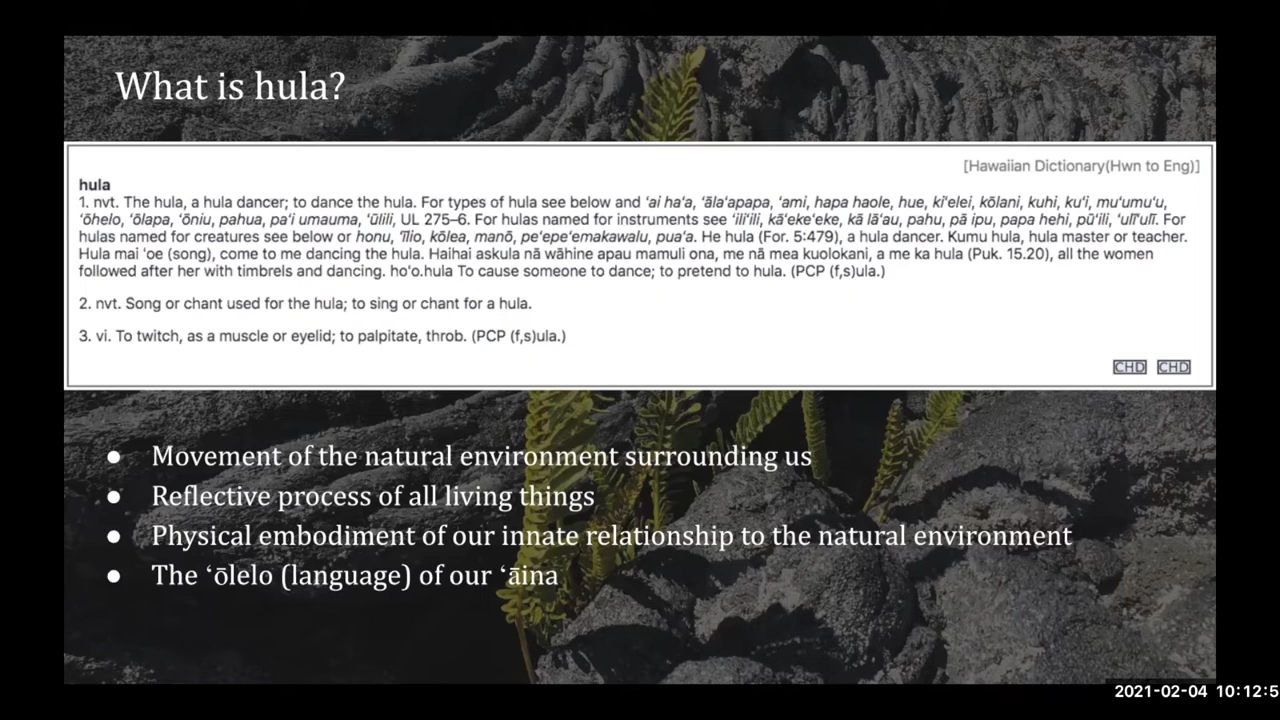 What is hula?
[Hawaiian Dictionary(Hwn to Eng)]
hula
1. nvt. The hula, a hula dancer; to dance the hula. For types of hula see below and ʻai haʻa, ʻālaʻapapa, ʻami, hapa haole, hue, kiʻelei, kōlani, kuhi, kuʻi, muʻumuʻu,
ʻōhelo, ʻōlapa, ʻōniu, pahua, paʻi umauma, ʻūlili, UL 275–6. For hulas named for instruments see ʻiliʻili, kāʻekeʻeke, kā lāʻau, pahu, pā ipu, papa hehi, pūʻili, ʻulīʻulī. For
hulas named for creatures see below or honu, ʻīlio, kōlea, manō, peʻepeʻemakawalu, puaʻa. He hula (For. 5:479), a hula dancer. Kumu hula, hula master or teacher.
Hula mai ʻoe (song), come to me dancing the hula. Haihai askula nā wāhine apau mamuli ona, me nā mea kuolokani, a me ka hula (Puk. 15.20), all the women
followed after her with timbrels and dancing. hoʻo.hula To cause someone to dance; to pretend to hula. (PCP (f,s)ula.)
2. nvt. Song or chant used for the hula; to sing or chant for a hula.
3. vi. To twitch, as a muscle or eyelid; to palpitate, throb. (PCP (f,s)ula.)
CHD CHD
● Movement of the natural environment surrounding us
● Reflective process of all living things
● Physical embodiment of our innate relationship to the natural environment
● The ʻōlelo (language) of our ʻāina
2021-02-04 10:12:5